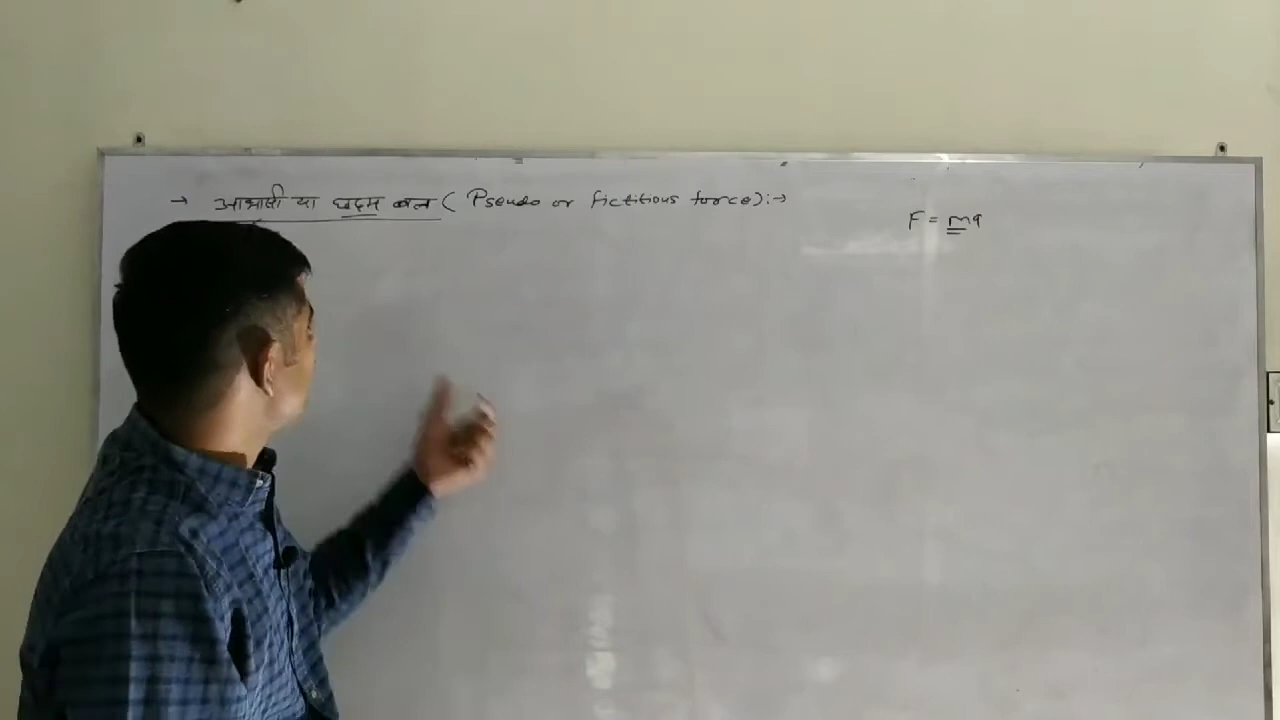 → आभासी या छद्म बल ( Pseudo or fictitious force):→
F = ma